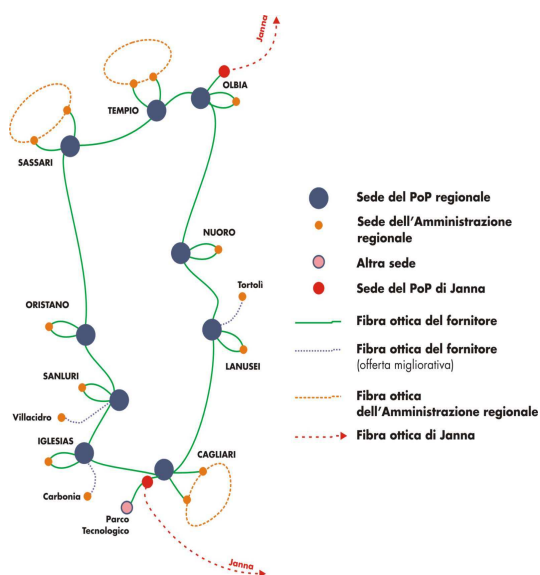 Janna
OLBIA
TEMPIO
SASSARI
NUORO
Tortolì
ORISTANO
LANUSEI
SANLURI
Villacidro
IGLESIAS
CAGLIARI
Carbonia
Parco
Tecnologico
Janna
Sede del PoP regionale
Sede dell'Amministrazione
regionale
Altra sede
Sede del PoP di Janna
Fibra ottica del fornitore
Fibra ottica del fornitore
(offerta migliorativa)
Fibra ottica
dell'Amministrazione regionale
Fibra ottica di Janna